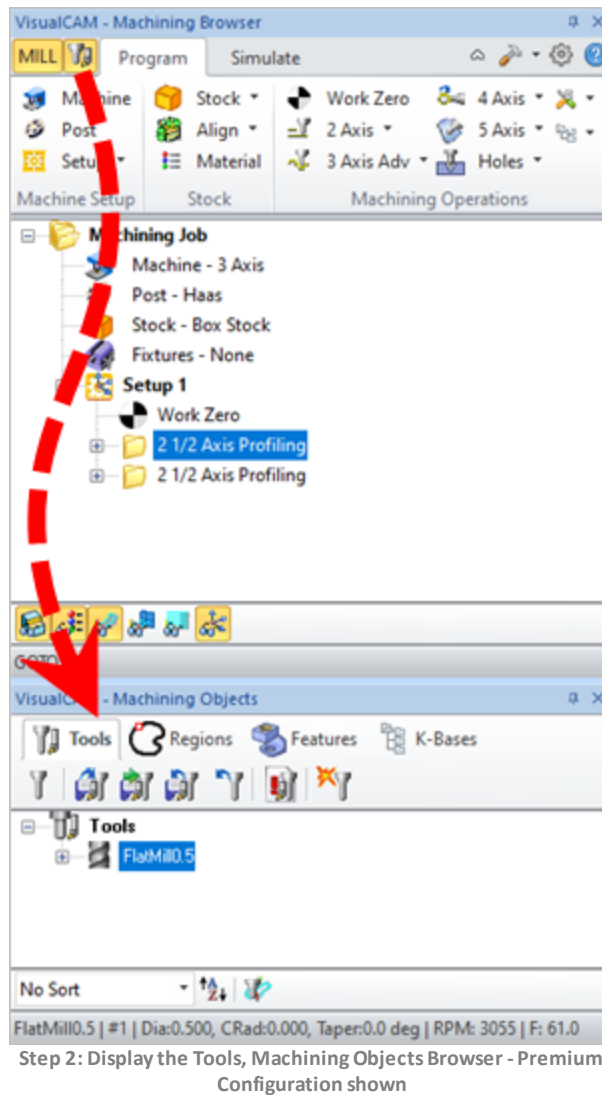 VisualCAM - Machining Browser
MILL Program Simulate
Machine Stock Work Zero 4 Axis
Post Align 2 Axis 5 Axis
Setup Material 3 Axis Adv Holes
Machine Setup Stock Machining Operations
Machining Job
Machine - 3 Axis
Post - Haas
Stock - Box Stock
Fixtures - None
Setup 1
Work Zero
2 1/2 Axis Profiling
2 1/2 Axis Profiling
GOTO
VisualCAM - Machining Objects
Tools Regions Features K-Bases
Tools
FlatMill0.5
No Sort
FlatMill0.5 | #1 | Dia:0.500, CRad:0.000, Taper:0.0 deg | RPM: 3055 | F: 61.0
Step 2: Display the Tools, Machining Objects Browser - Premium
Configuration shown